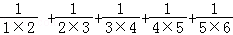 1/(1×2) + 1/(2×3) + 1/(3×4) + 1/(4×5) + 1/(5×6)